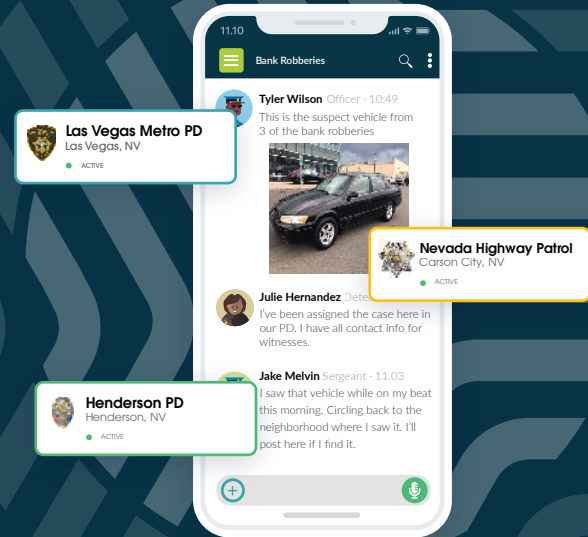 11.10
Bank Robberies
Tyler Wilson Officer - 10:49
This is the suspect vehicle from
3 of the bank robberies
Las Vegas Metro PD
Las Vegas, NV
ACTIVE
Nevada Highway Patrol
Carson City, NV
ACTIVE
Julie Hernandez
I've been assigned the case here in
our PD. I have all contact info for
witnesses.
Jake Melvin Sergeant - 11.03
I saw that vehicle while on my beat
this morning. Circling back to the
neighborhood where I saw it. I'll
post here if I find it.
Henderson PD
Henderson, NV
ACTIVE